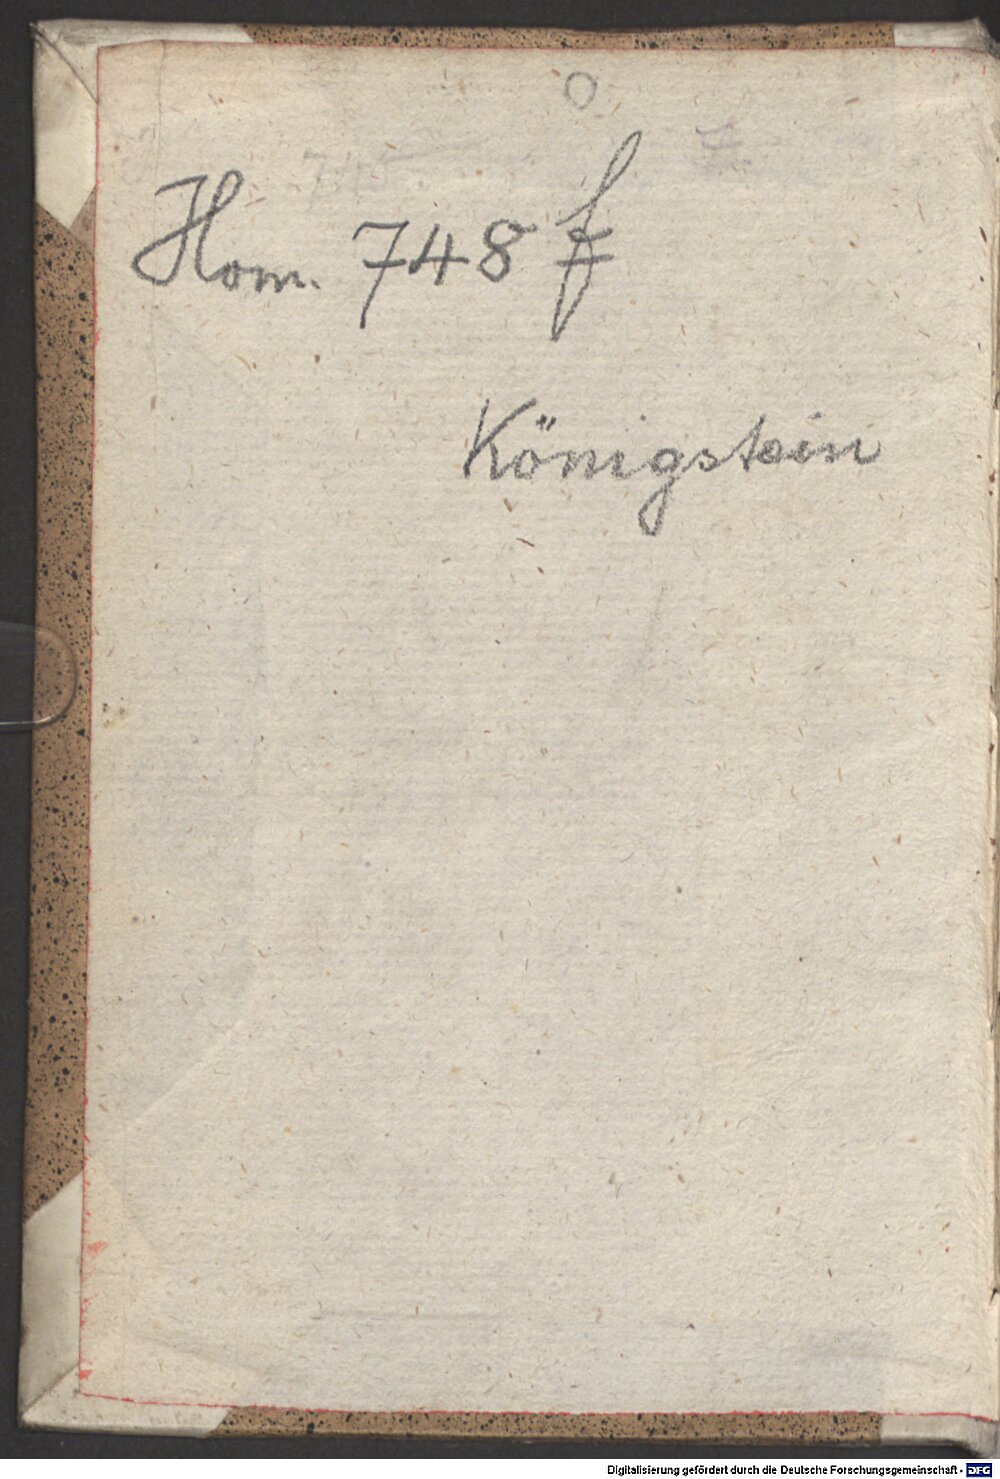 O
Hom. 748 f
Königstein
Digitalisierung gefördert durch die Deutsche Forschungsgemeinschaft - DFG